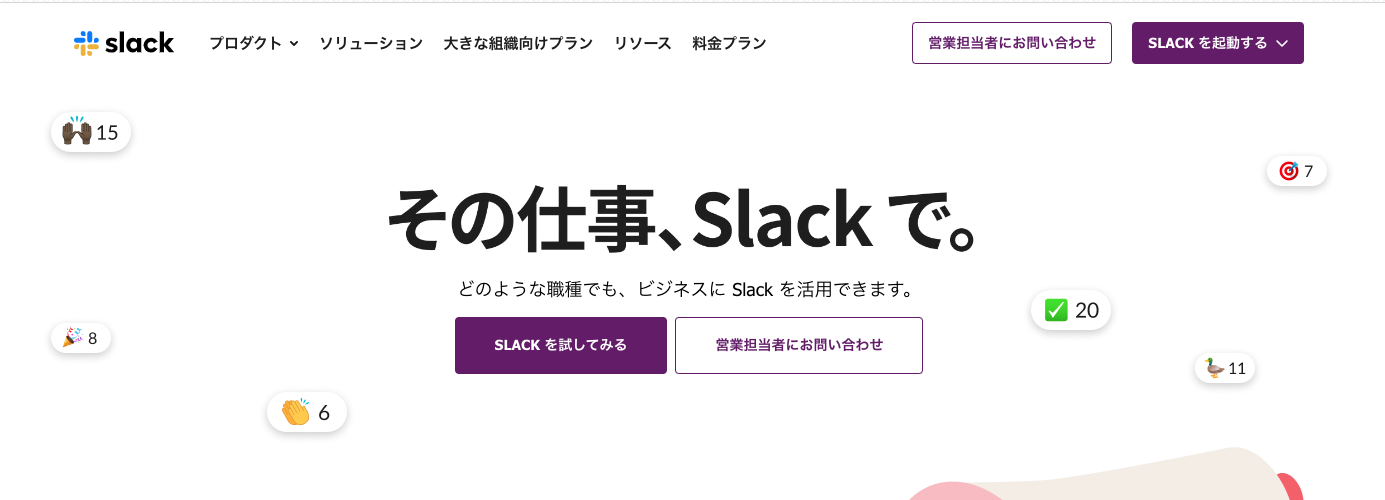 slack プロダクト ソリューション 大きな組織向けプラン リソース 料金プラン 営業担当者にお問い合わせ SLACK を起動する
15
7
その仕事、Slack で。
どのような職種でも、ビジネスに Slack を活用できます。
20
8
SLACK を試してみる 営業担当者にお問い合わせ
11
6